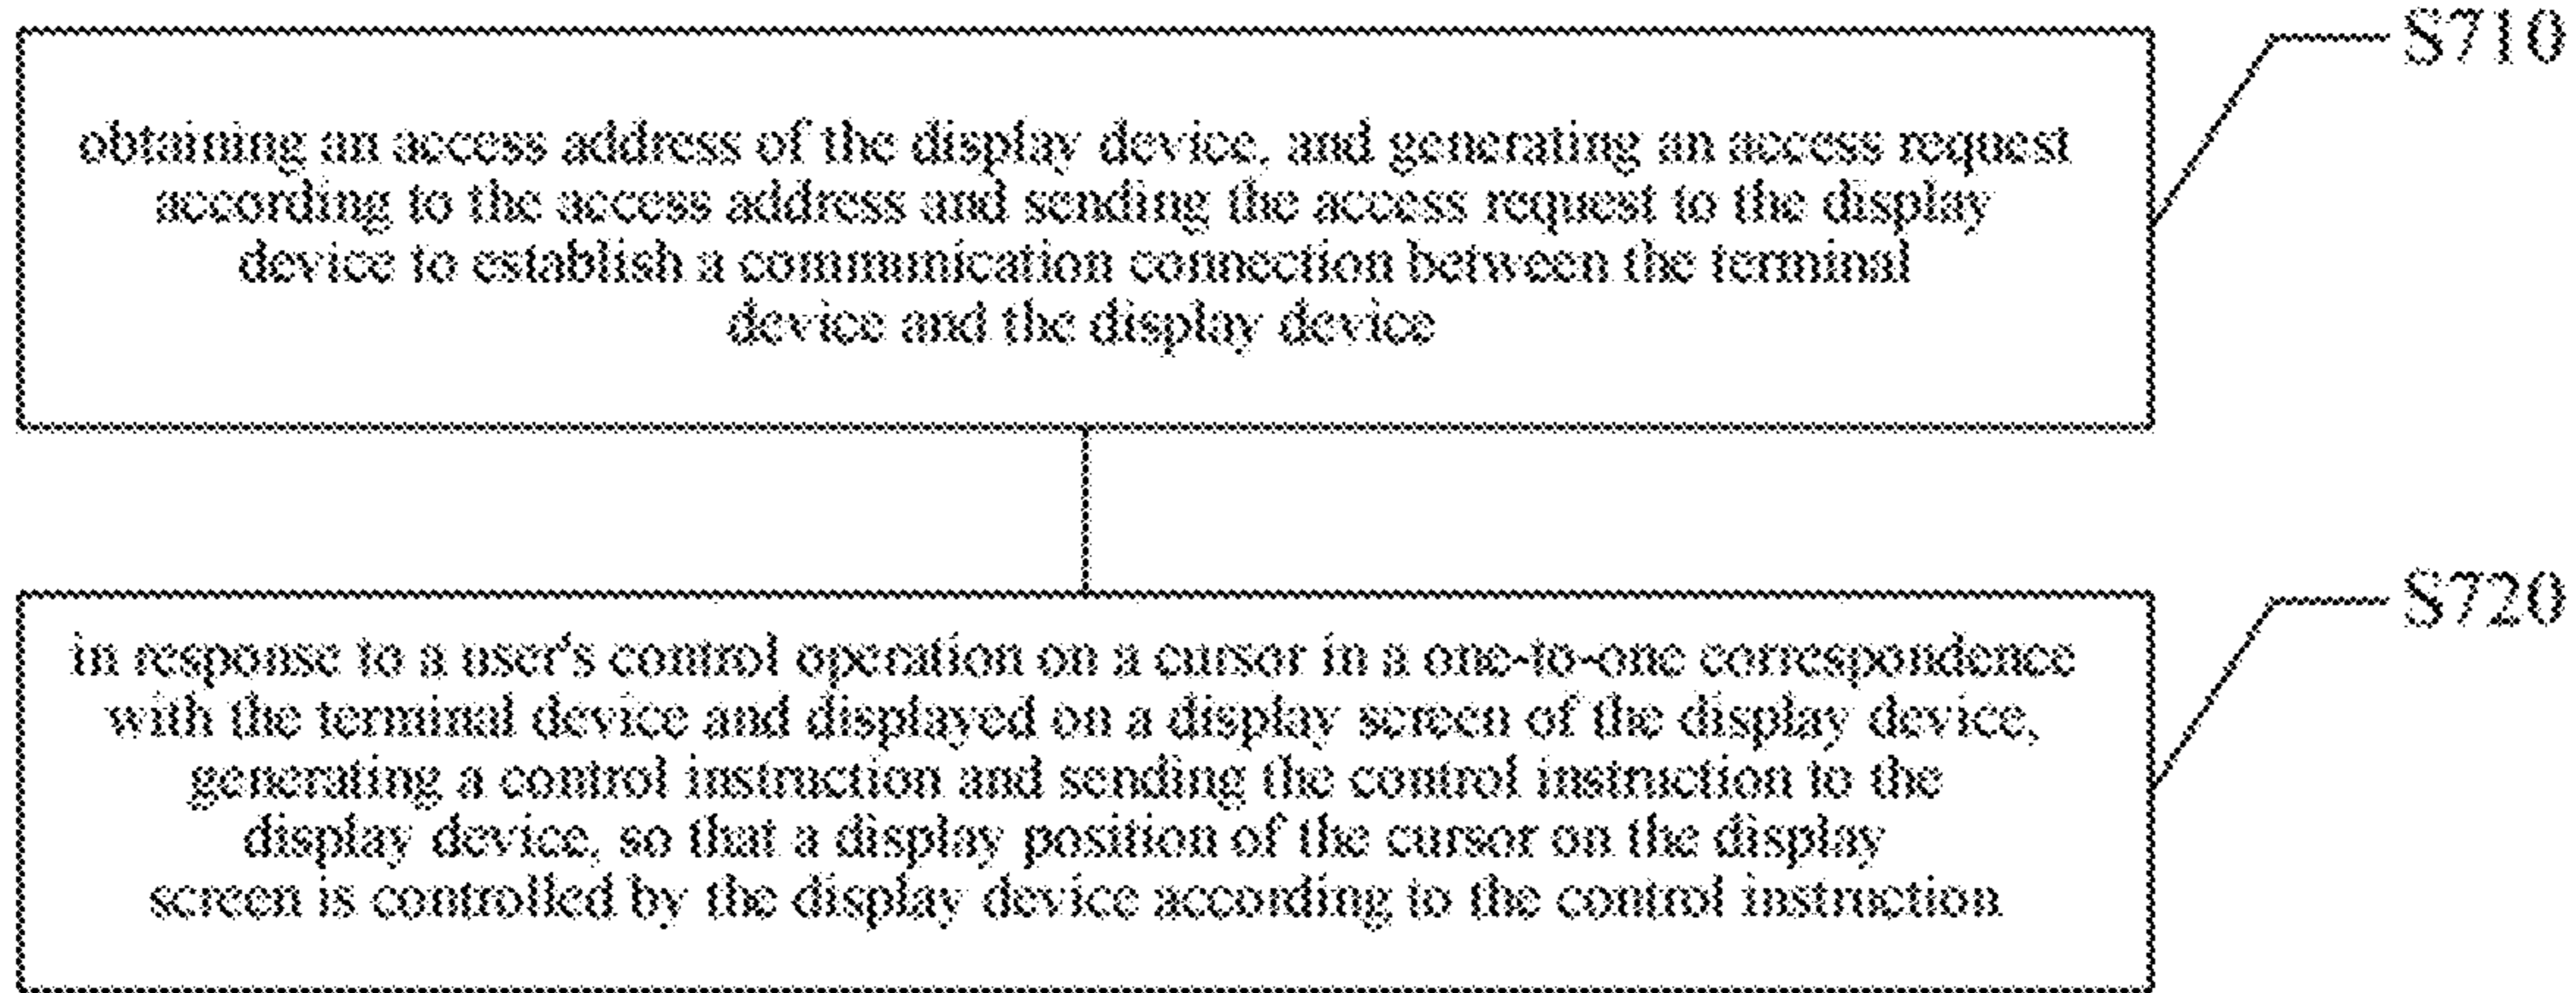 S710
obtaining an access address of the display device, and generating an access request
according to the access address and sending the access request to the display
device to establish a communication connection between the terminal
device and the display device
S720
in response to a user's control operation on a cursor in a one-to-one correspondence
with the terminal device and displayed on a display screen of the display device,
generating a control instruction and sending the control instruction to the
display device, so that a display position of the cursor on the display
screen is controlled by the display device according to the control instruction